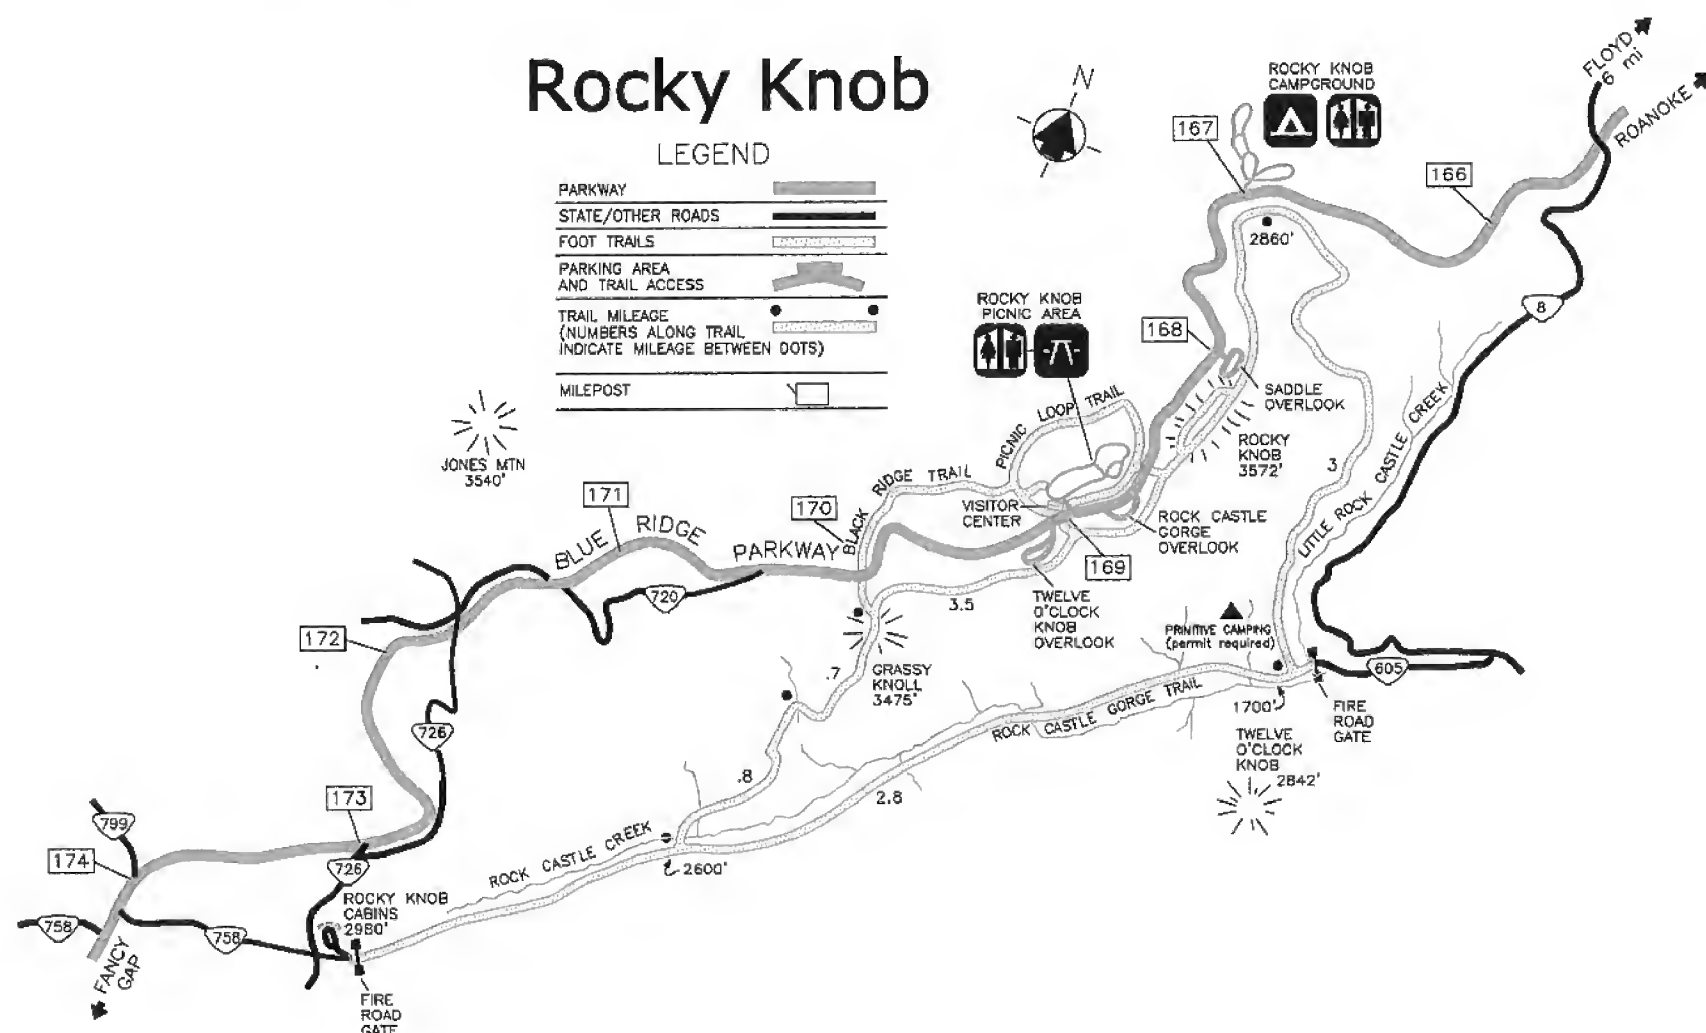 Rocky Knob
LEGEND
PARKWAY
STATE/OTHER ROADS
FOOT TRAILS
PARKING AREA
AND TRAIL ACCESS
TRAIL MILEAGE
(NUMBERS ALONG TRAIL
INDICATE MILEAGE BETWEEN DOTS)
MILEPOST
N
ROCKY KNOB
CAMPGROUND
FLOYD
6 mi
ROANOKE
167
166
2860'
8
ROCKY KNOB
PICNIC AREA
168
SADDLE
OVERLOOK
ROCKY
KNOB
3572'
3
LITTLE ROCK CASTLE CREEK
PICNIC LOOP TRAIL
JONES MTN
3540'
171
170
BLACK RIDGE TRAIL
VISITOR
CENTER
ROCK CASTLE
GORGE
OVERLOOK
169
BLUE RIDGE PARKWAY
720
3.5
TWELVE
O'CLOCK
KNOB
OVERLOOK
PRIMITIVE CAMPING
(permit required)
172
GRASSY
KNOLL
3475'
.7
605
1700'
FIRE
ROAD
GATE
ROCK CASTLE GORGE TRAIL
TWELVE
O'CLOCK
KNOB
2842'
726
.8
2.8
173
799
174
726
ROCK CASTLE CREEK
2600'
ROCKY KNOB
CABINS
2980'
758
758
FANCY
GAP
FIRE
ROAD
GATE